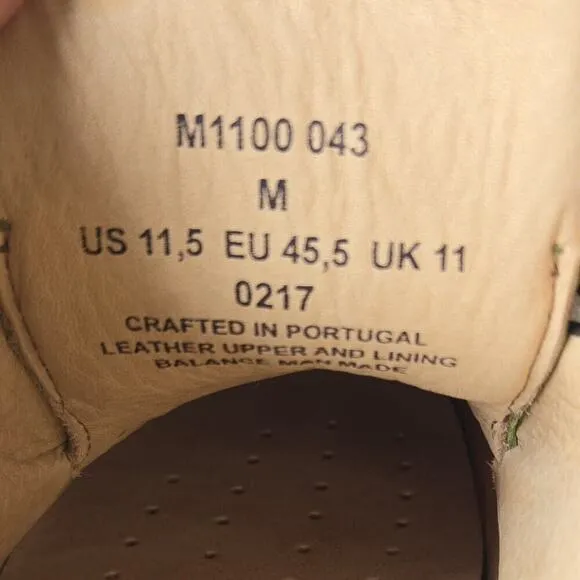 M1100 043
M
US 11,5 EU 45,5 UK 11
0217
CRAFTED IN PORTUGAL
LEATHER UPPER AND LINING
BALANCE MAN MADE